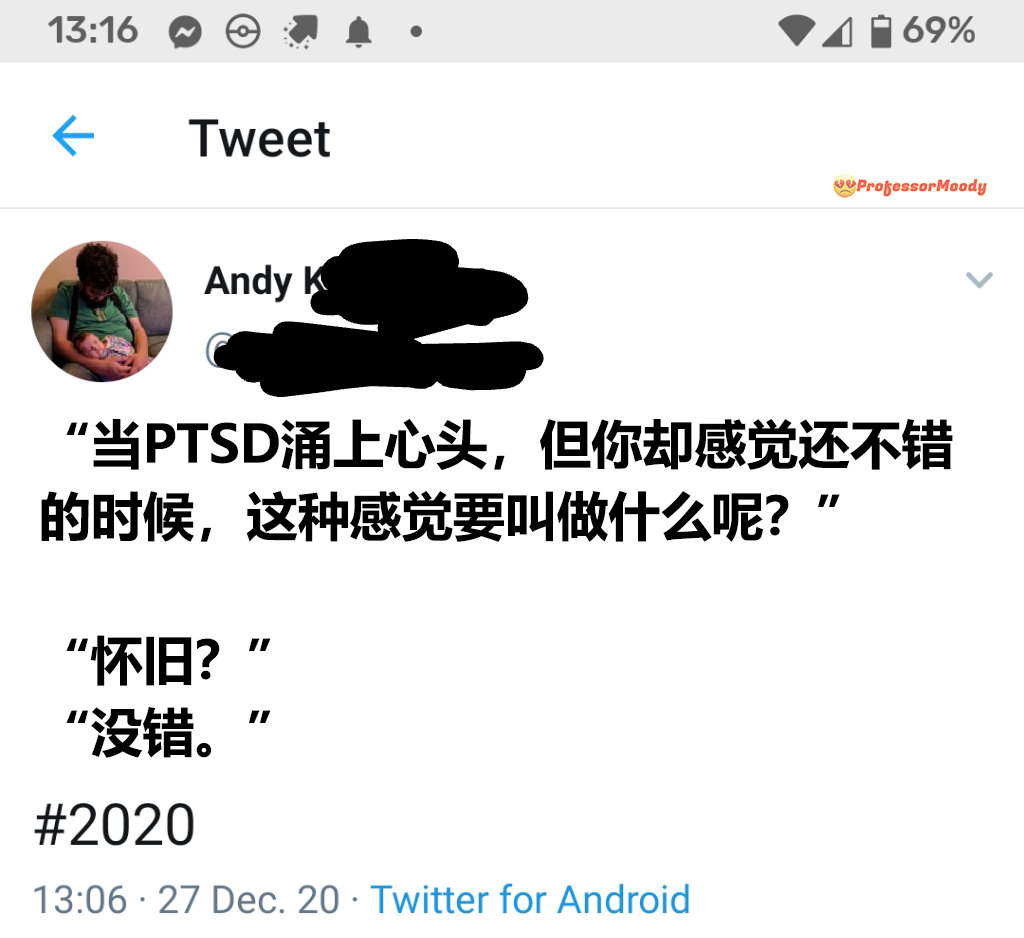 13:16
69%
Tweet
ProfessorMoody
Andy K
@
“当PTSD涌上心头，但你却感觉还不错
的时候，这种感觉要叫做什么呢？”
“怀旧？”
“没错。”
#2020
13:06 · 27 Dec. 20 · Twitter for Android